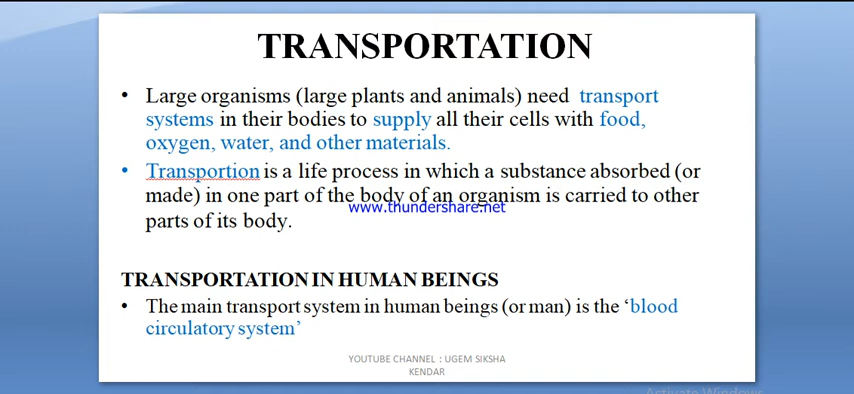 TRANSPORTATION
• Large organisms (large plants and animals) need transport
systems in their bodies to supply all their cells with food,
oxygen, water, and other materials.
• Transportion is a life process in which a substance absorbed (or
made) in one part of the body of an organism is carried to other
www.thundershare.net
parts of its body.
TRANSPORTATION IN HUMAN BEINGS
• The main transport system in human beings (or man) is the ‘blood
circulatory system’
YOUTUBE CHANNEL : UGEM SIKSHA
KENDAR
Activate Windows